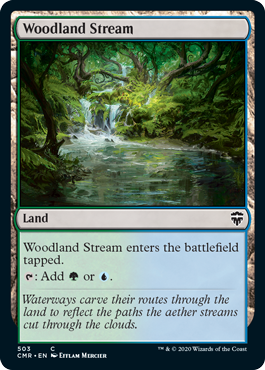 Woodland Stream
Land
Woodland Stream enters the battlefield
tapped.
: Add or .
Waterways carve their routes through the
land to reflect the paths the aether streams
cut through the clouds.
503 C
CMR • EN EFFLAM MERCIER
™ & © 2020 Wizards of the Coast